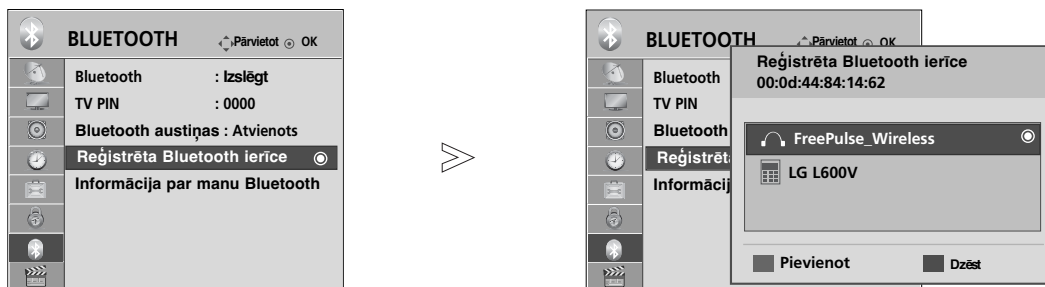 BLUETOOTH Pārvietot OK
Bluetooth : Izslēgt
TV PIN : 0000
Bluetooth austiņas : Atvienots
Reģistrēta Bluetooth ierīce
Informācija par manu Bluetooth
BLUETOOTH Pārvietot OK
Bluetooth
TV PIN
Bluetooth
Reģistrēt
Informācij
Reģistrēta Bluetooth ierīce
00:0d:44:84:14:62
FreePulse_Wireless
LG L600V
Pievienot Dzēst